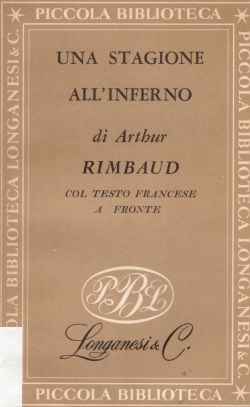 PICCOLA BIBLIOTECA
PICCOLA BIBLIOTECA LONGANESI & C.
UNA STAGIONE
ALL'INFERNO
di Arthur
RIMBAUD
COL TESTO FRANCESE
A FRONTE
PBL
Longanesi & C.
PICCOLA BIBLIOTECA LONGANESI & C.
PICCOLA BIBLIOTECA